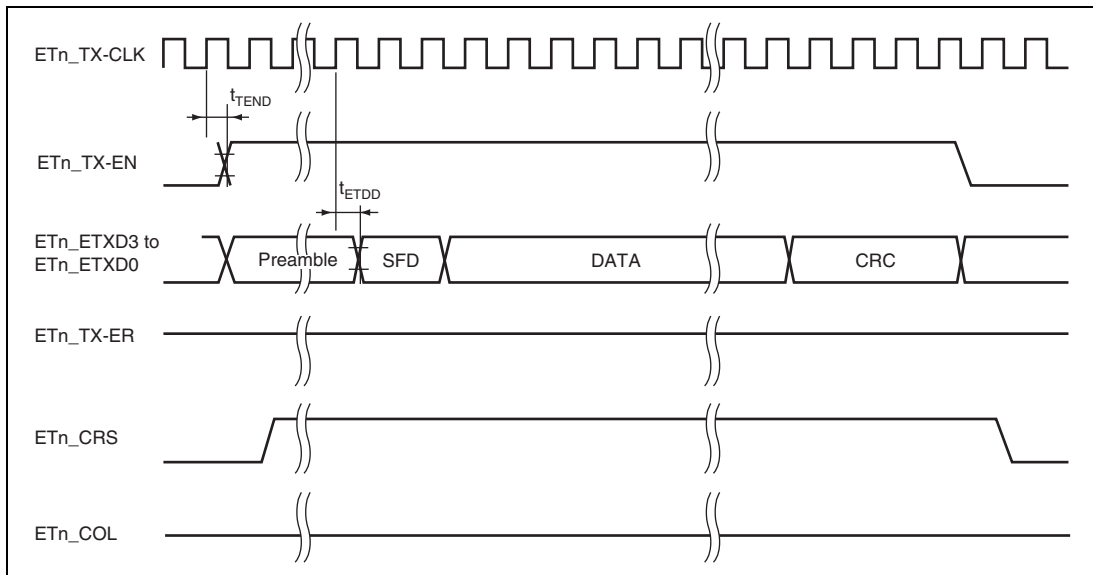 ETn_TX-CLK
tTEND
ETn_TX-EN
tETDD
ETn_ETXD3 to
ETn_ETXD0
Preamble SFD DATA CRC
ETn_TX-ER
ETn_CRS
ETn_COL